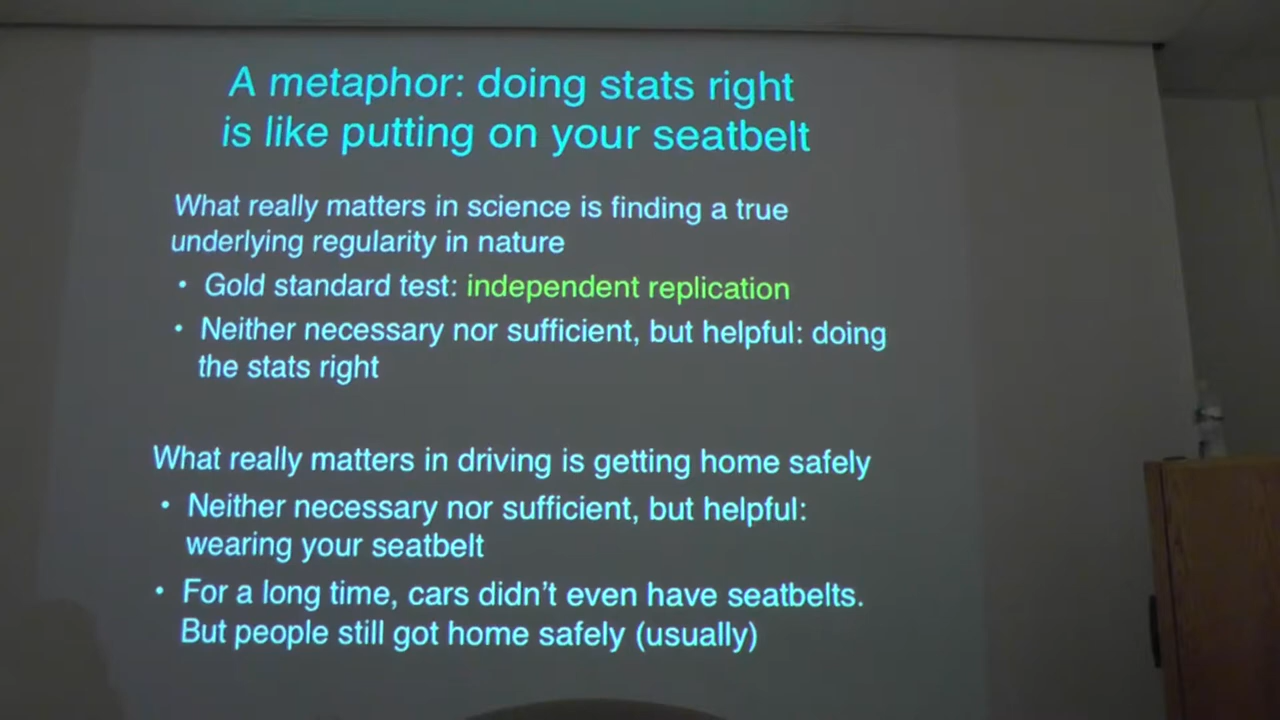 A metaphor: doing stats right
is like putting on your seatbelt
What really matters in science is finding a true
underlying regularity in nature
• Gold standard test: independent replication
• Neither necessary nor sufficient, but helpful: doing
the stats right
What really matters in driving is getting home safely
• Neither necessary nor sufficient, but helpful:
wearing your seatbelt
• For a long time, cars didn't even have seatbelts.
But people still got home safely (usually)